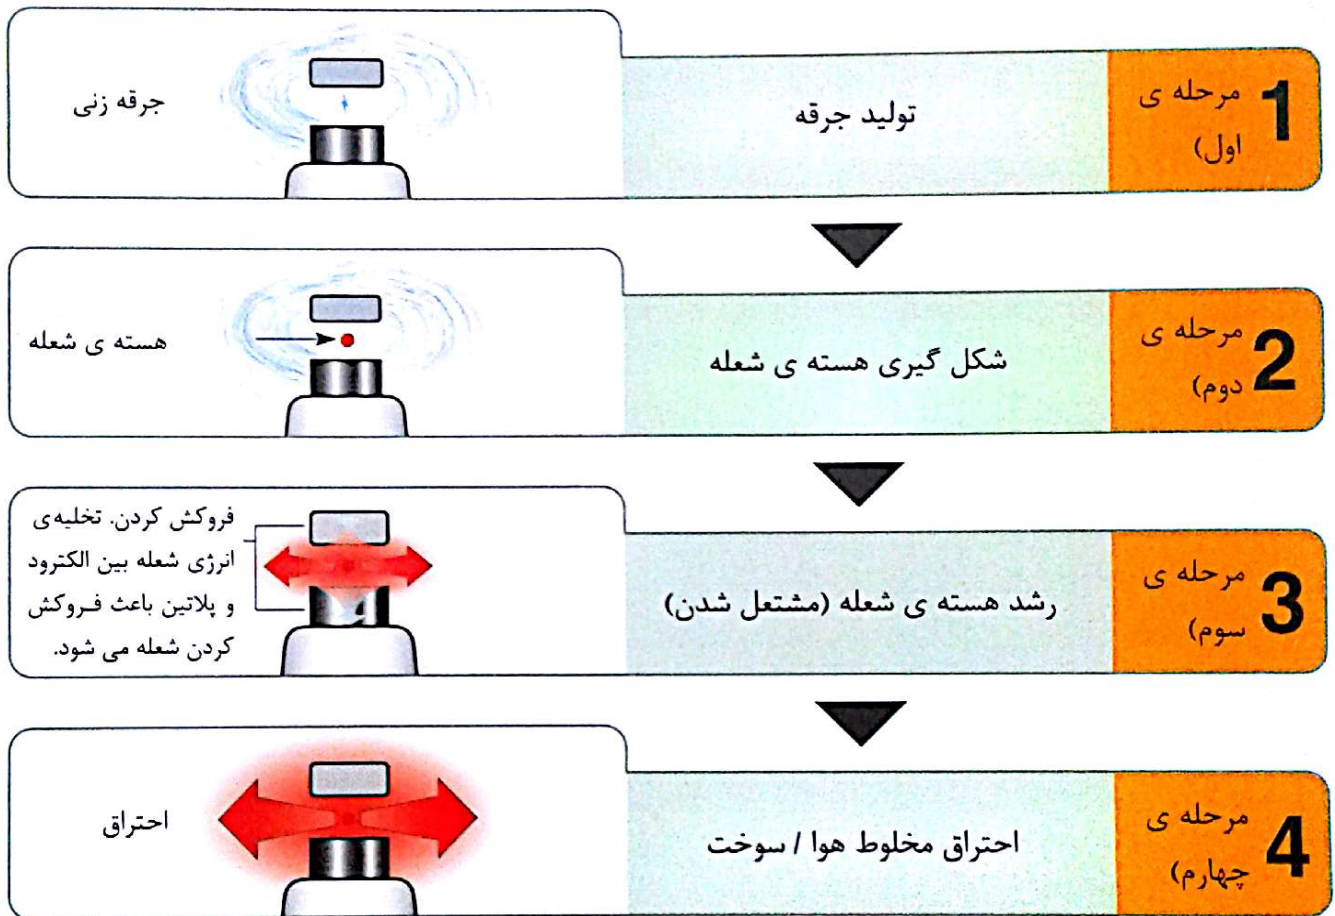 1 مرحله ی
اول)
تولید جرقه
جرقه زنی
2 مرحله ی
دوم)
شکل گیری هسته ی شعله
هسته ی شعله
3 مرحله ی
سوم)
رشد هسته ی شعله (مشتعل شدن)
فروکش کردن. تخلیه‌ی
انرژی شعله بین الکترود
و پلاتین باعث فروکش
کردن شعله می شود.
4 مرحله ی
چهارم)
احتراق مخلوط هوا / سوخت
احتراق